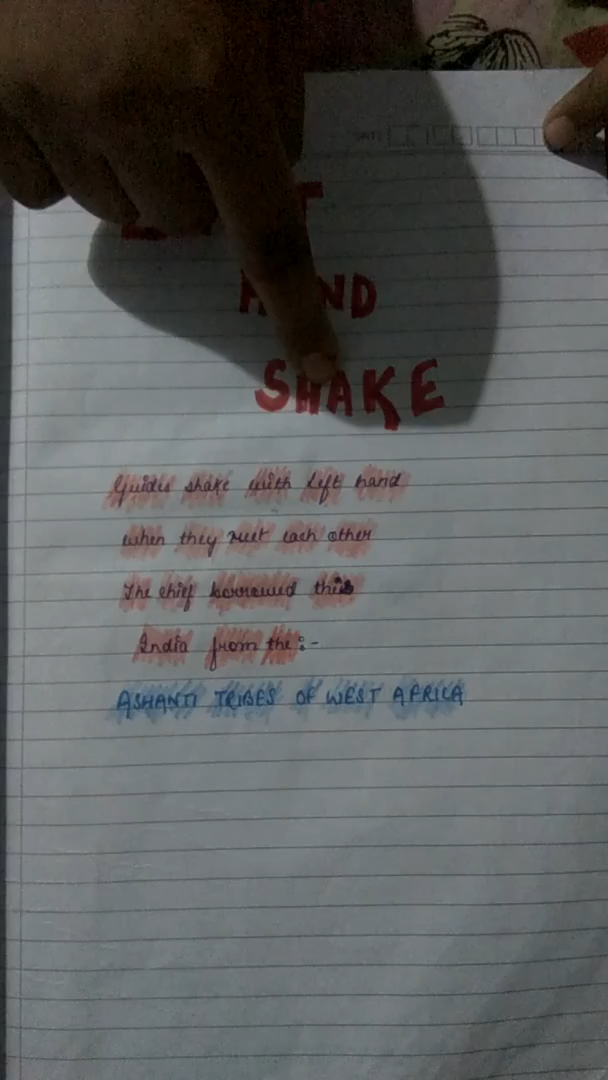 HAND
SHAKE
Guides shake with left hand
when they meet each other
The chief borrowed this
India from the :-
ASHANTI TRIBES OF WEST AFRICA